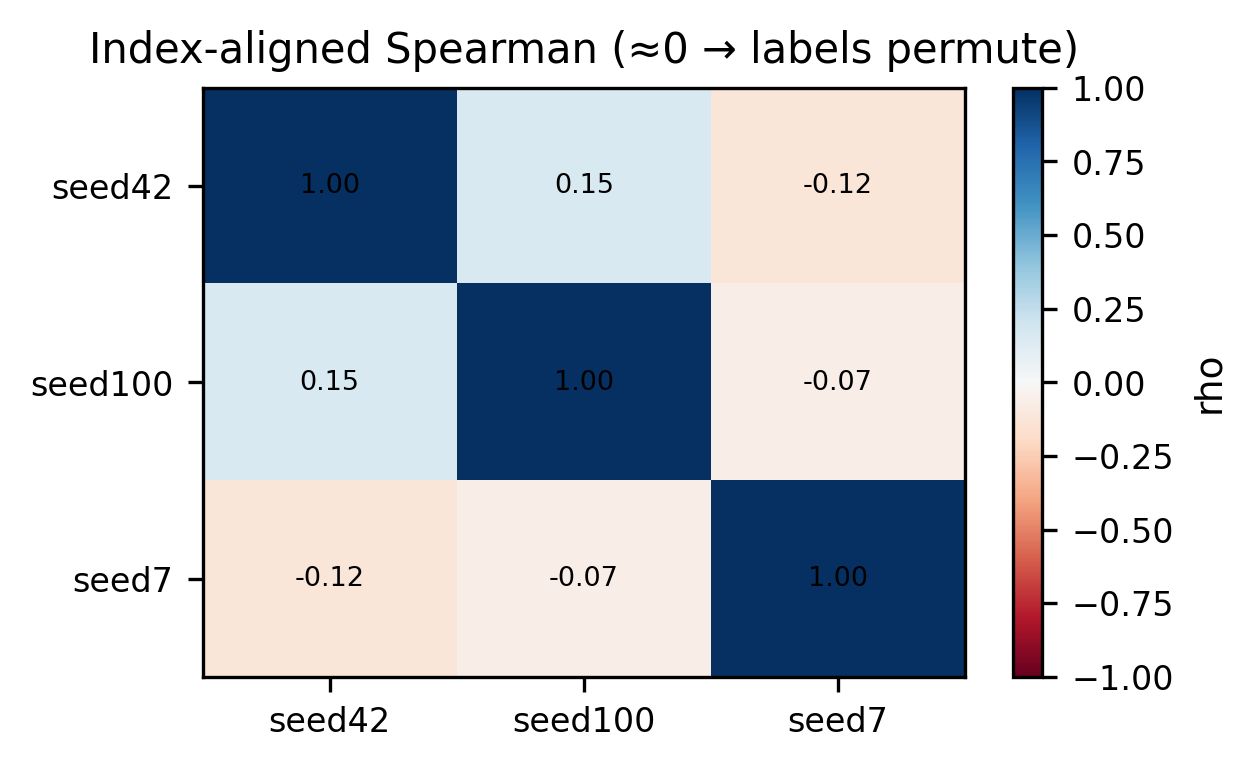 Index-aligned Spearman (≈0 → labels permute)
1.00
seed42 1.00 0.15 -0.12
0.75
0.50
0.25
seed100 0.15 1.00 -0.07
0.00
rho
−0.25
−0.50
seed7 -0.12 -0.07 1.00
−0.75
−1.00
seed42 seed100 seed7